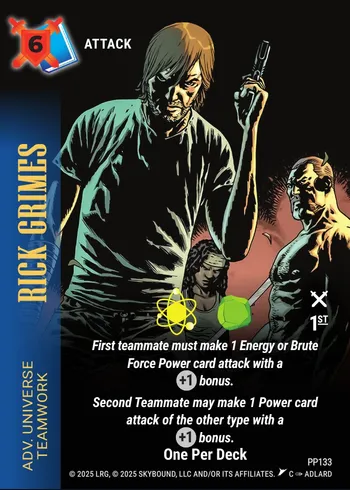 6
ATTACK
RICK GRIMES
ADV. UNIVERSE
TEAMWORK
1ST
First teammate must make 1 Energy or Brute
Force Power card attack with a
+1 bonus.
Second Teammate may make 1 Power card
attack of the other type with a
+1 bonus.
One Per Deck
PP133
© 2025 LRG, © 2025 SKYBOUND, LLC AND/OR ITS AFFILIATES. C ADLARD